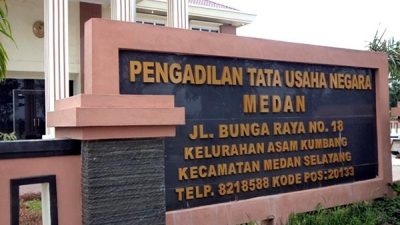 PENGADILAN TATA USAHA NEGARA
MEDAN
JL. BUNGA RAYA NO. 18
KELURAHAN ASAM KUMBANG
KECAMATAN MEDAN SELAYANG
TELP. 8218588 KODE POS:20133